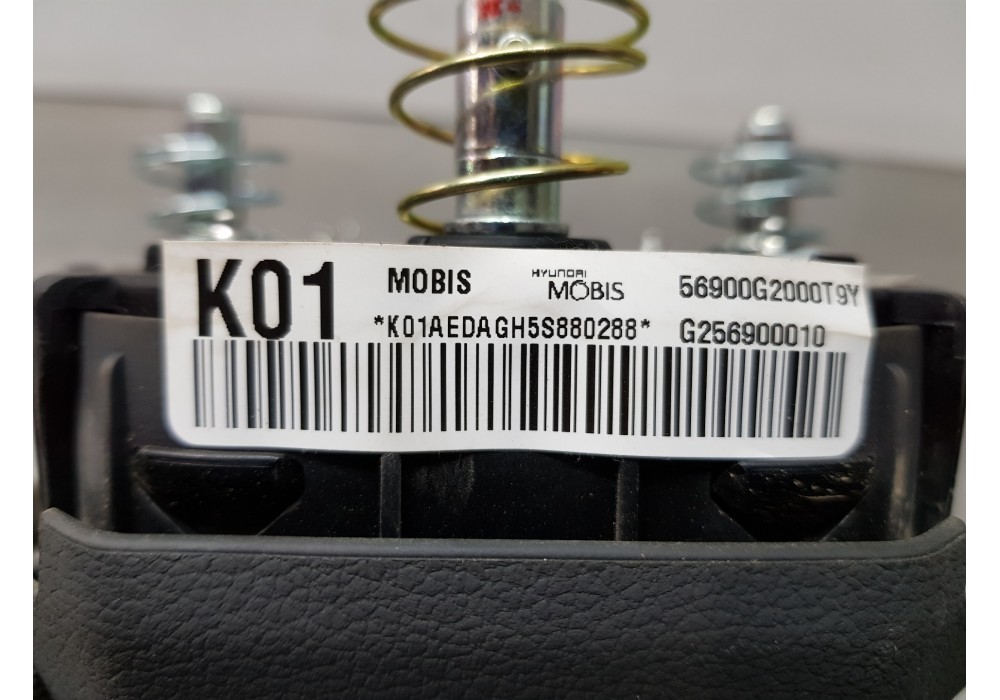 K01 MOBIS HYUNDAI MOBIS 56900G2000T9Y
*K01AEDAGH5S880288* G256900010